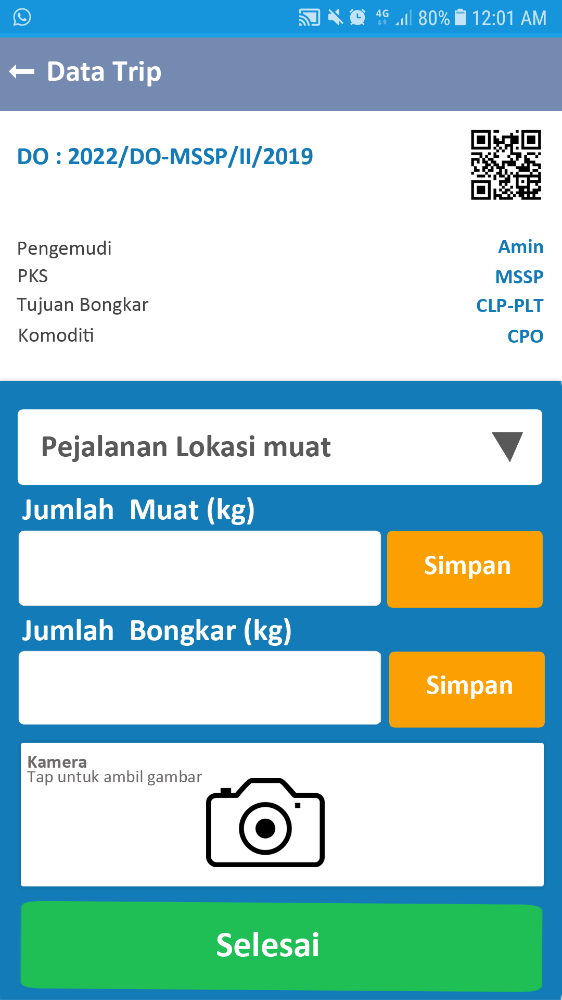 4G 80% 12:01 AM
Data Trip
DO : 2022/DO-MSSP/II/2019
Pengemudi Amin
PKS MSSP
Tujuan Bongkar CLP-PLT
Komoditi CPO
Pejalanan Lokasi muat
Jumlah Muat (kg)
Simpan
Jumlah Bongkar (kg)
Simpan
Kamera
Tap untuk ambil gambar
Selesai